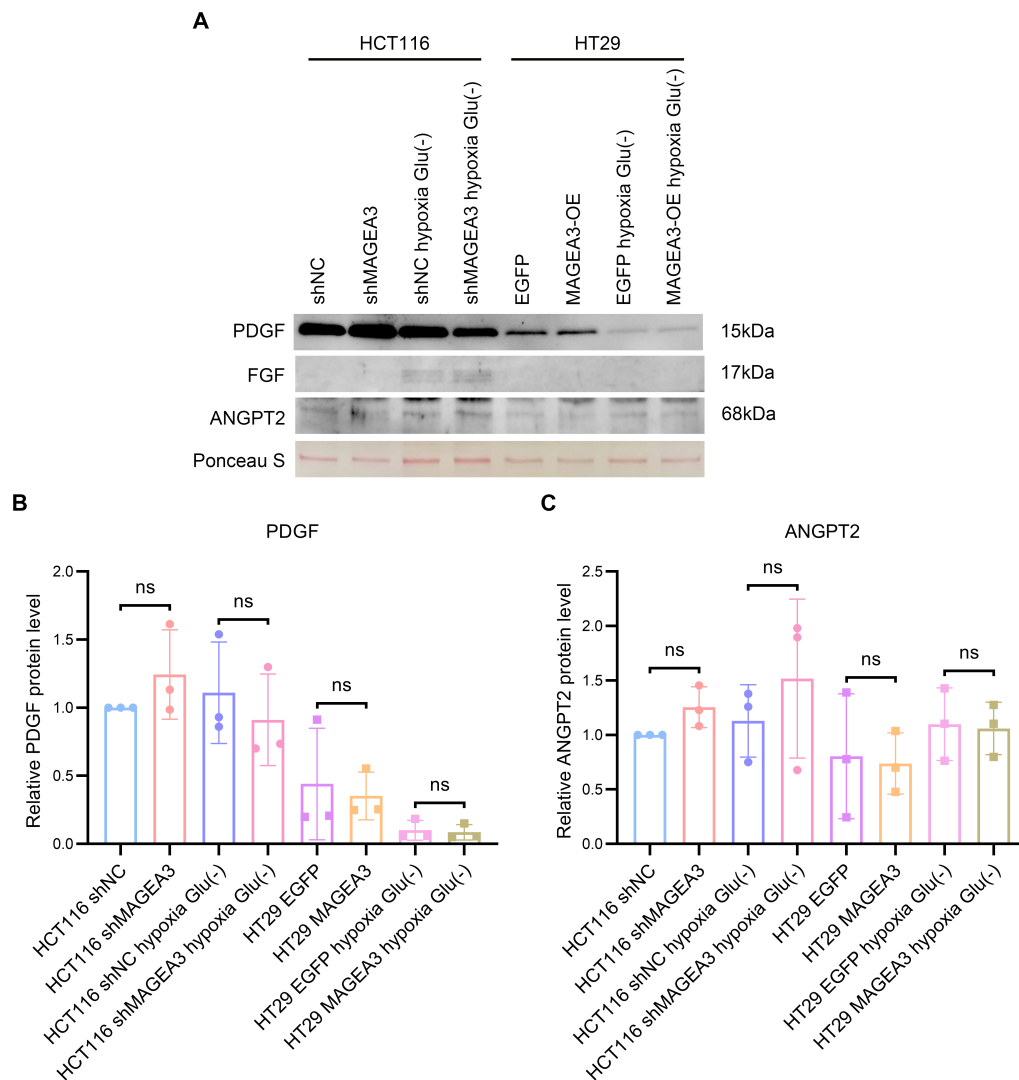 A
HCT116
HT29
shNC
shMAGEA3
shNC hypoxia Glu(-)
shMAGEA3 hypoxia Glu(-)
EGFP
MAGEA3-OE
EGFP hypoxia Glu(-)
MAGEA3-OE hypoxia Glu(-)
PDGF
15kDa
FGF
17kDa
ANGPT2
68kDa
Ponceau S
B
PDGF
Relative PDGF protein level
2.0
1.5
1.0
0.5
0.0
ns
ns
ns
ns
HCT116 shNC
HCT116 shMAGEA3
HCT116 shNC hypoxia Glu(-)
HCT116 shMAGEA3 hypoxia Glu(-)
HT29 EGFP
HT29 MAGEA3
HT29 EGFP hypoxia Glu(-)
HT29 MAGEA3 hypoxia Glu(-)
C
ANGPT2
Relative ANGPT2 protein level
2.5
2.0
1.5
1.0
0.5
0.0
ns
ns
ns
ns
HCT116 shNC
HCT116 shMAGEA3
HCT116 shNC hypoxia Glu(-)
HCT116 shMAGEA3 hypoxia Glu(-)
HT29 EGFP
HT29 MAGEA3
HT29 EGFP hypoxia Glu(-)
HT29 MAGEA3 hypoxia Glu(-)